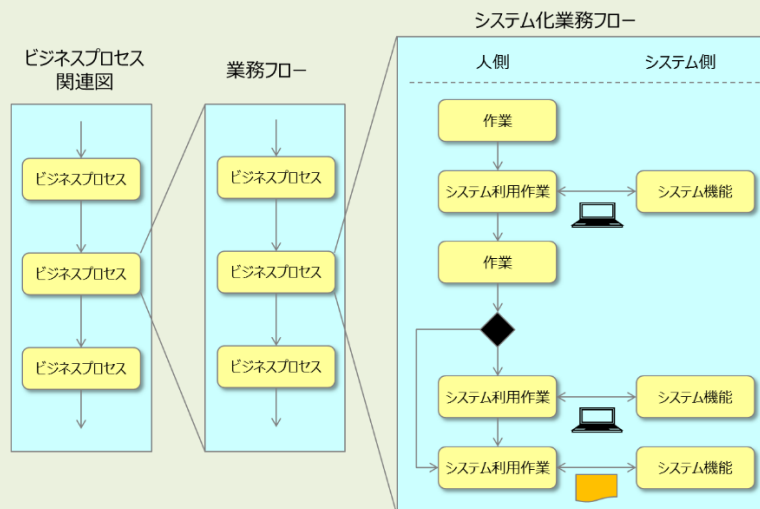 ビジネスプロセス
関連図
ビジネスプロセス
ビジネスプロセス
ビジネスプロセス
業務フロー
ビジネスプロセス
ビジネスプロセス
ビジネスプロセス
システム化業務フロー
人側
システム側
作業
システム利用作業
システム機能
作業
システム利用作業
システム機能
システム利用作業
システム機能